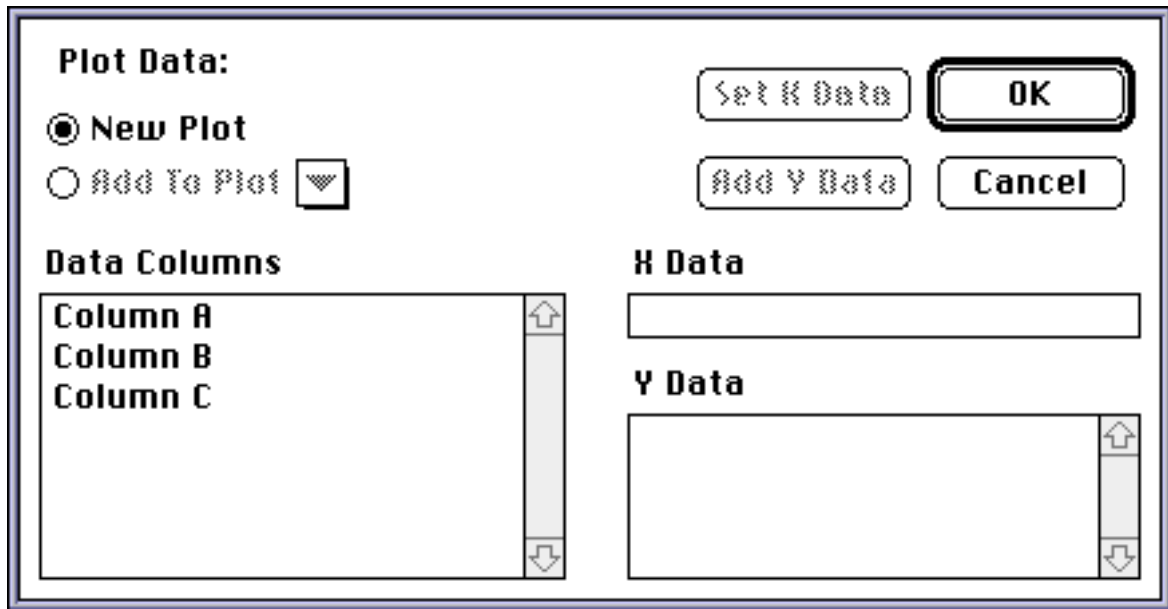 Plot Data:
New Plot
Add To Plot
Set X Data
OK
Add Y Data
Cancel
Data Columns
Column A
Column B
Column C
X Data
Y Data